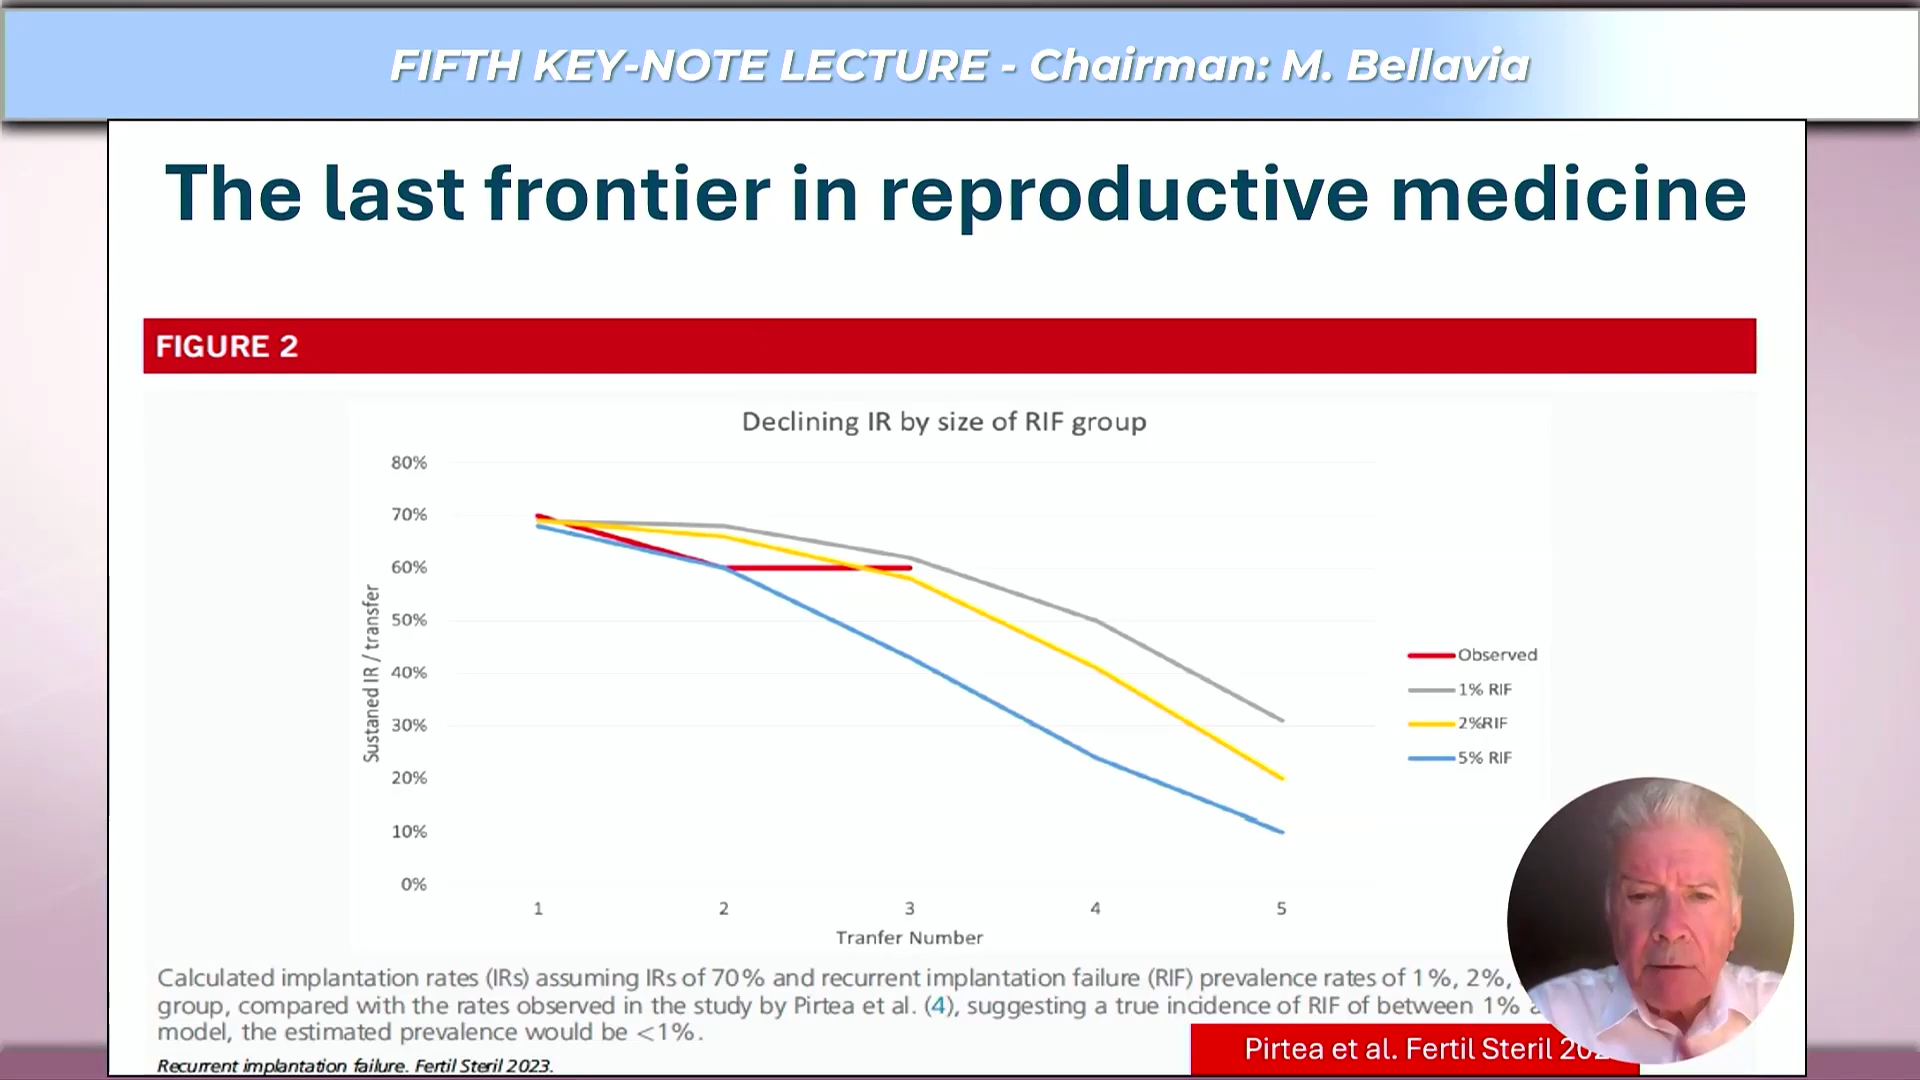 FIFTH KEY-NOTE LECTURE - Chairman: M. Bellavia
The last frontier in reproductive medicine
FIGURE 2
Declining IR by size of RIF group
80%
70%
60%
50%
40%
30%
20%
10%
0%
Sustaned IR / transfer
1 2 3 4 5
Tranfer Number
Observed
1% RIF
2%RIF
5% RIF
Calculated implantation rates (IRs) assuming IRs of 70% and recurrent implantation failure (RIF) prevalence rates of 1%, 2%,
group, compared with the rates observed in the study by Pirtea et al. (4), suggesting a true incidence of RIF of between 1%
model, the estimated prevalence would be <1%.
Recurrent implantation failure. Fertil Steril 2023.
Pirtea et al. Fertil Steril